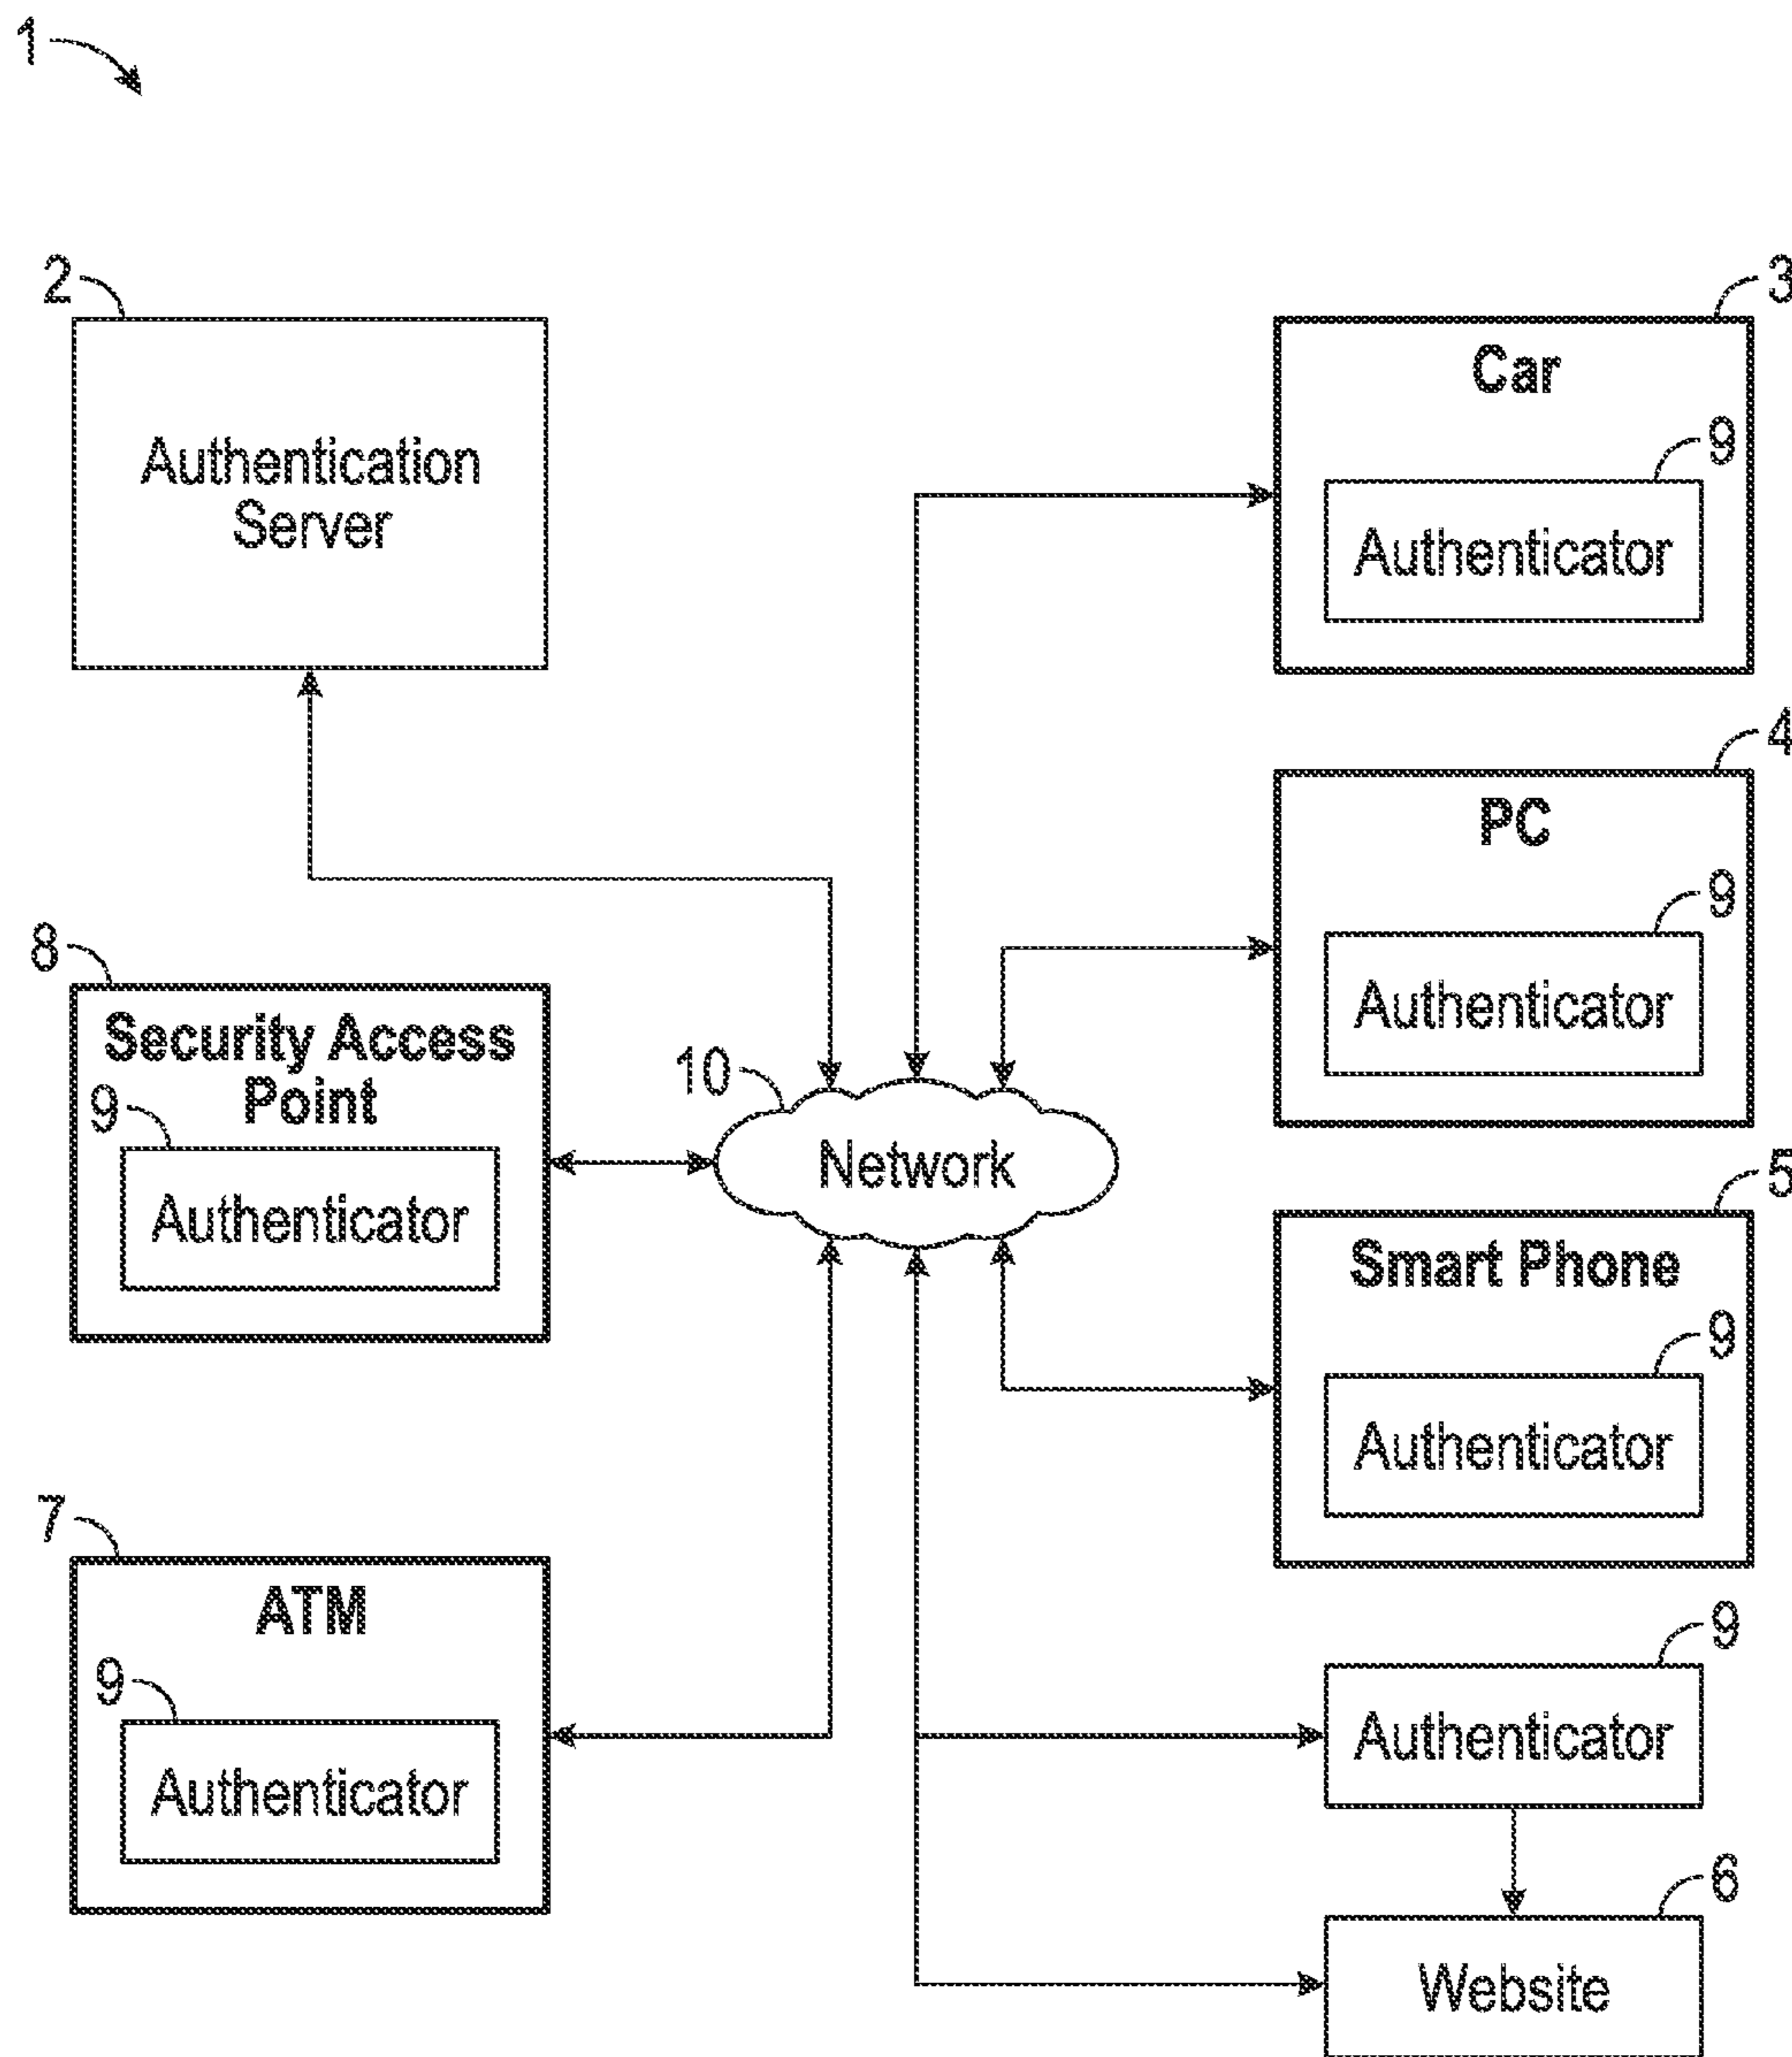 1
2
Authentication
Server
3
Car
9
Authenticator
4
PC
9
Authenticator
8
Security Access
Point
9
Authenticator
10
Network
5
Smart Phone
9
Authenticator
7
ATM
9
Authenticator
9
Authenticator
6
Website